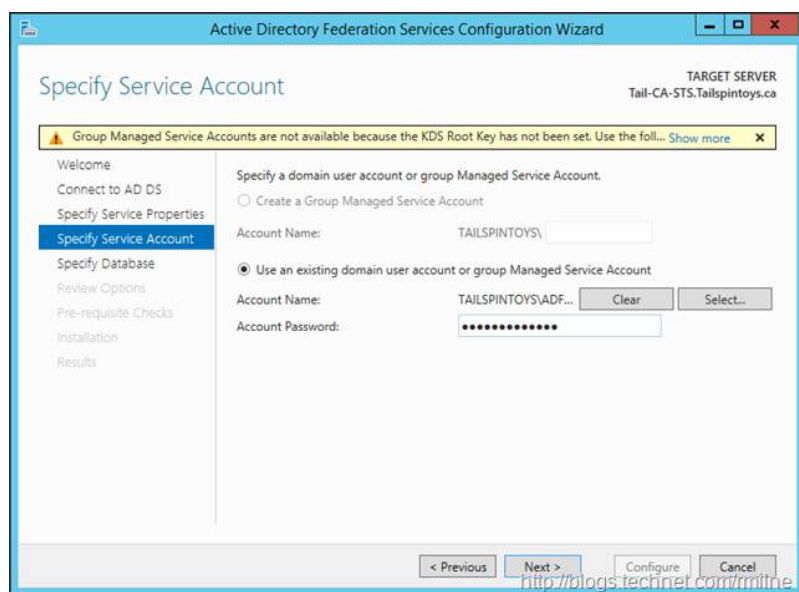 Active Directory Federation Services Configuration Wizard
Specify Service Account
TARGET SERVER
Tail-CA-STS.Tailspintoys.ca
Group Managed Service Accounts are not available because the KDS Root Key has not been set. Use the foll... Show more
Welcome
Connect to AD DS
Specify Service Properties
Specify Service Account
Specify Database
Review Options
Pre-requisite Checks
Installation
Results
Specify a domain user account or group Managed Service Account.
Create a Group Managed Service Account
Account Name: TAILSPINTOYS\
Use an existing domain user account or group Managed Service Account
Account Name: TAILSPINTOYS\ADF... Clear Select...
Account Password: •••••••••••••
< Previous Next > Configure Cancel
http://blogs.technet.com/rmilne